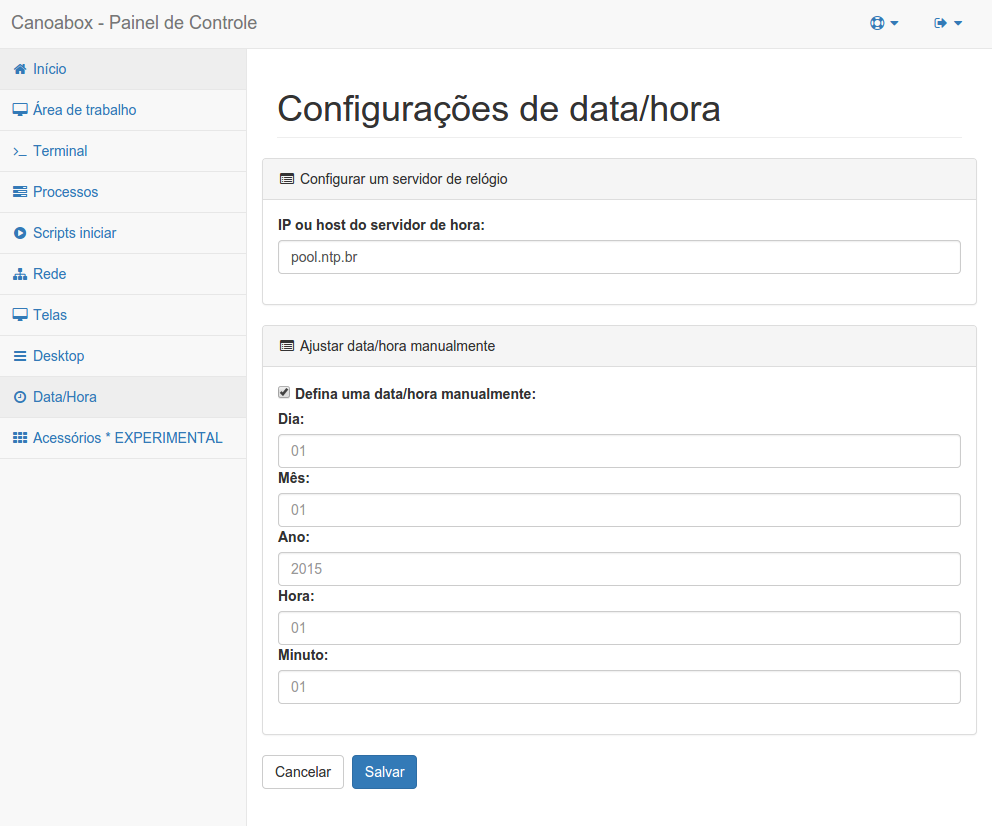 Canoabox - Painel de Controle
Início
Área de trabalho
>_ Terminal
Processos
Scripts iniciar
Rede
Telas
Desktop
Data/Hora
Acessórios * EXPERIMENTAL
Configurações de data/hora
Configurar um servidor de relógio
IP ou host do servidor de hora:
pool.ntp.br
Ajustar data/hora manualmente
Defina uma data/hora manualmente:
Dia:
01
Mês:
01
Ano:
2015
Hora:
01
Minuto:
01
Cancelar
Salvar